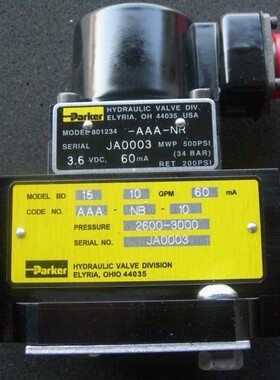 Parker
HYDRAULIC VALVE DIV.
ELYRIA, OH 44035 USA
MODEL 801234 -AAA-NR
SERIAL JA0003 MWP 500PSI
(34 BAR)
3.6 VDC, 60mA RET 200PSI
MODEL BD 15 10 GPM 60 mA
CODE NO. AAA - NB - 10
PRESSURE 2600-3000
SERIAL NO. JA0003
Parker
HYDRAULIC VALVE DIVISION
ELYRIA, OHIO 44035